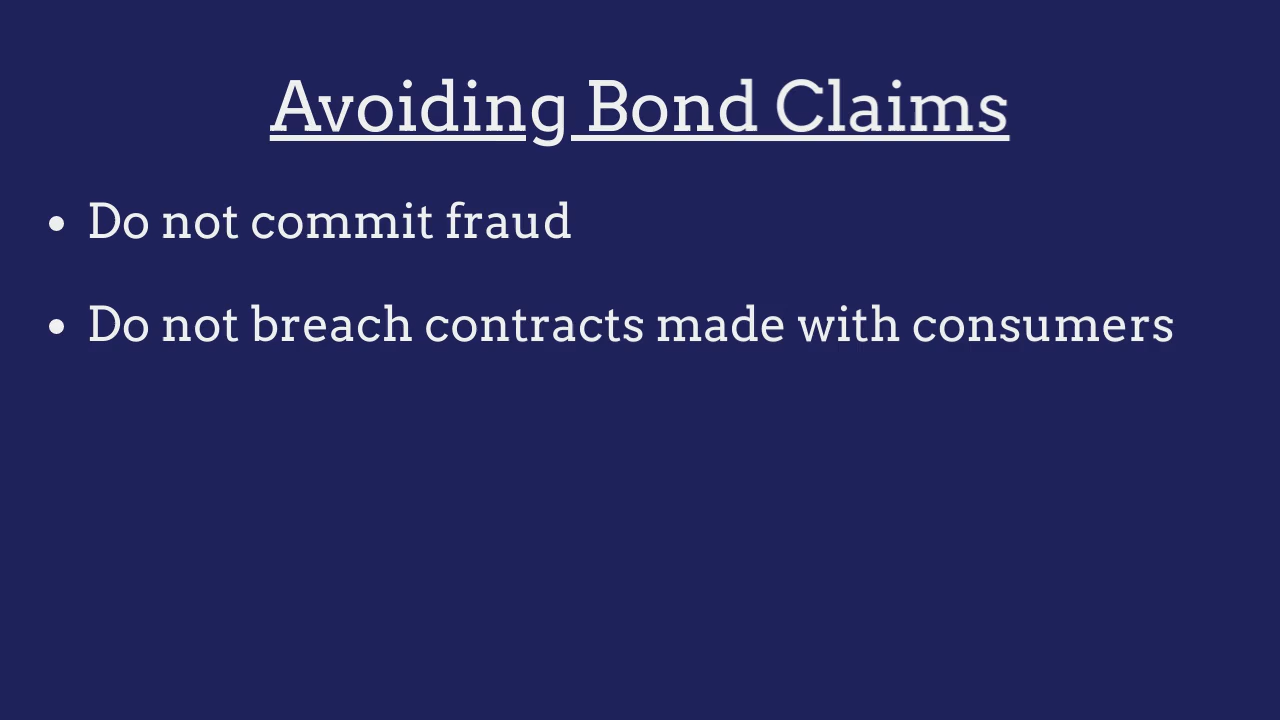 Avoiding Bond Claims
• Do not commit fraud
• Do not breach contracts made with consumers